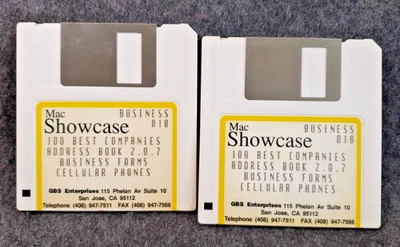 Mac
BUSINESS
Showcase
018
100 BEST COMPANIES
ADDRESS BOOK 2.0.7
BUSINESS FORMS
CELLULAR PHONES
GBS Enterprises 115 Phelan Av Suite 10
San Jose, CA 95112
Telephone (408) 947-7511 FAX (408) 947-7566
Mac
BUSINESS
Showcase
018
100 BEST COMPANIES
ADDRESS BOOK 2.0.7
BUSINESS FORMS
CELLULAR PHONES
GBS Enterprises 115 Phelan Av Suite 10
San Jose, CA 95112
Telephone (408) 947-7511 FAX (408) 947-7566